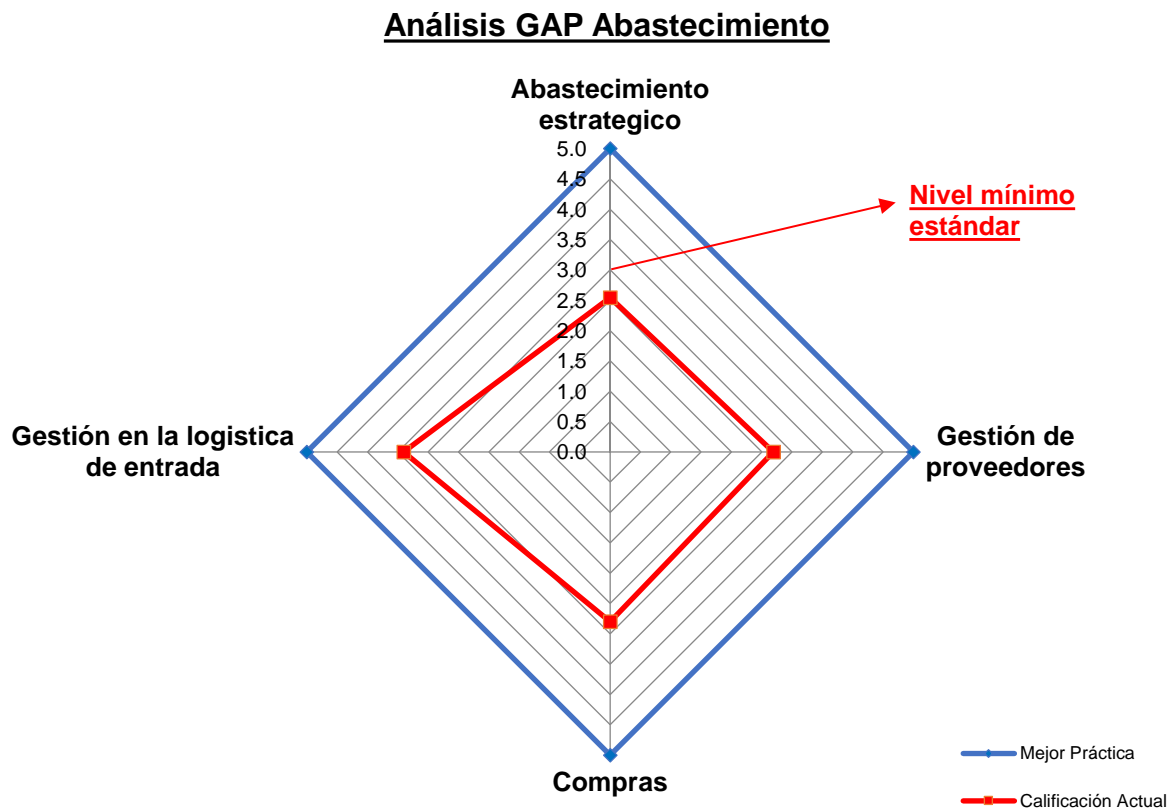 Análisis GAP Abastecimiento
Abastecimiento
estrategico
5.0
4.5
4.0
3.5
3.0
2.5
2.0
1.5
1.0
0.5
0.0
Nivel mínimo
estándar
Gestión en la logistica
de entrada
Gestión de
proveedores
Compras
Mejor Práctica
Calificación Actual